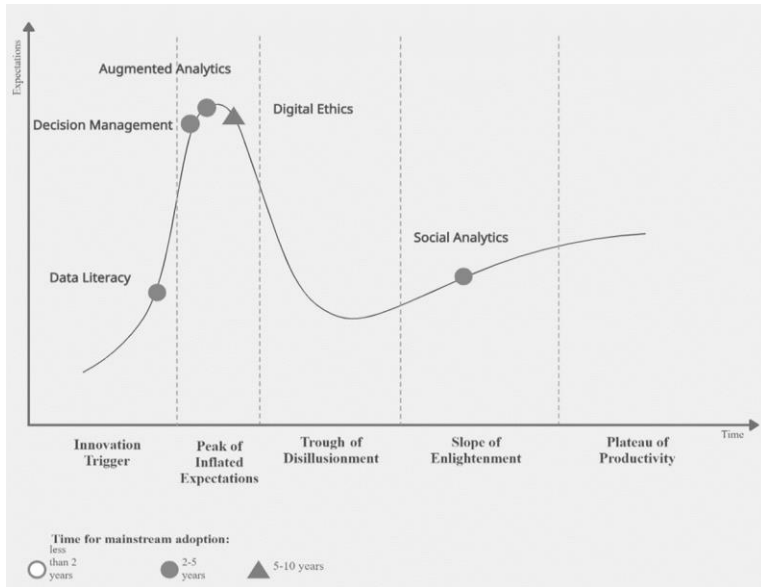 Expectations
Augmented Analytics
Decision Management
Digital Ethics
Social Analytics
Data Literacy
Time
Innovation
Trigger
Peak of
Inflated
Expectations
Trough of
Disillusionment
Slope of
Enlightenment
Plateau of
Productivity
Time for mainstream adoption:
less
than 2
years
2-5
years
5-10 years